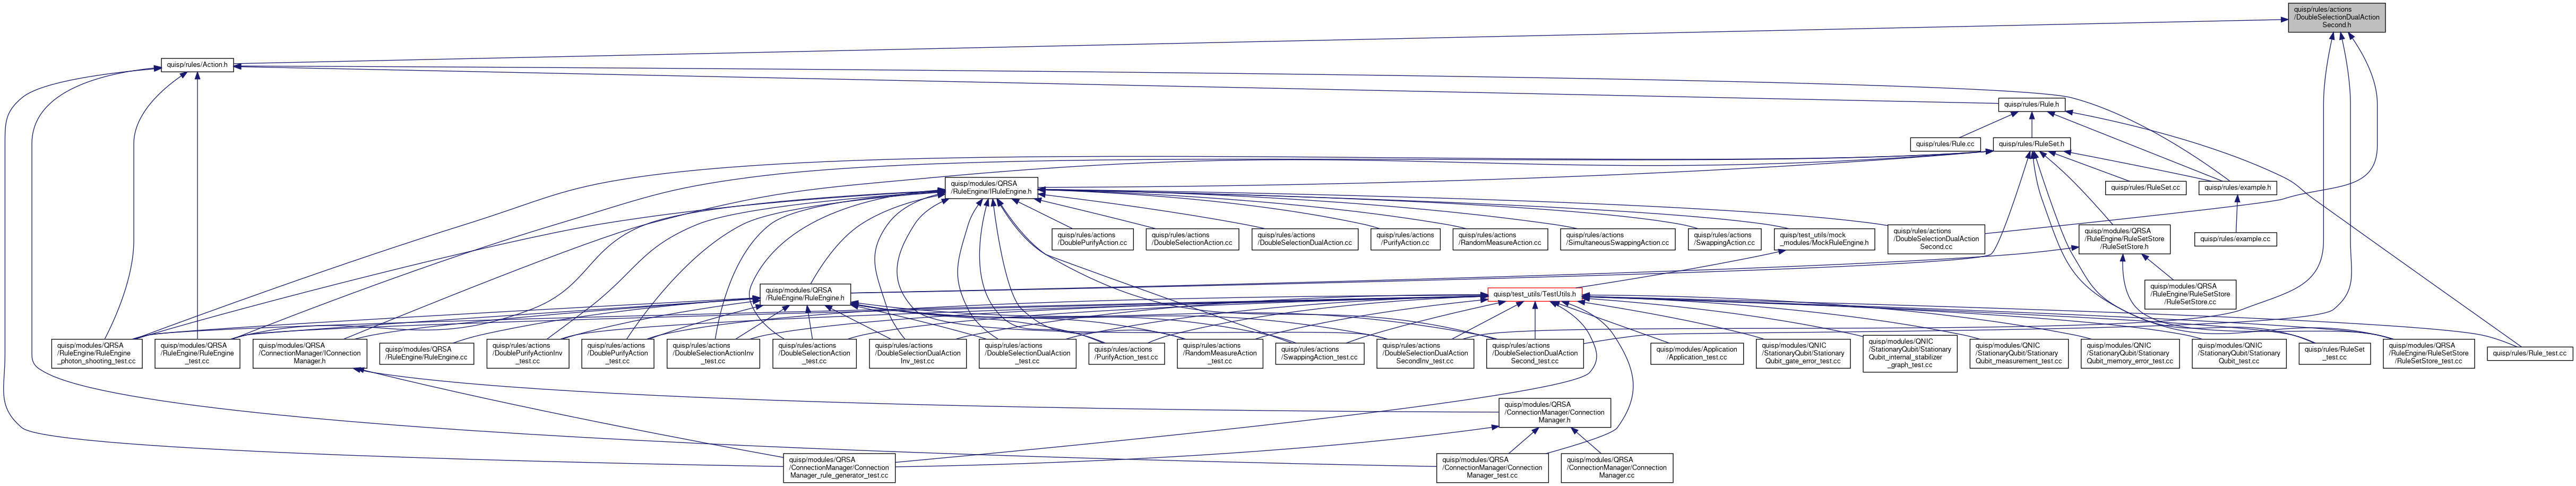 quisp/rules/actions
/DoubleSelectionDualAction
Second.h
quisp/rules/Action.h
quisp/rules/Rule.h
quisp/rules/Rule.cc
quisp/rules/RuleSet.h
quisp/modules/QRSA
/RuleEngine/IRuleEngine.h
quisp/rules/RuleSet.cc
quisp/rules/example.h
quisp/rules/actions
/DoublePurifyAction.cc
quisp/rules/actions
/DoubleSelectionAction.cc
quisp/rules/actions
/DoubleSelectionDualAction.cc
quisp/rules/actions
/PurifyAction.cc
quisp/rules/actions
/RandomMeasureAction.cc
quisp/rules/actions
/SimultaneousSwappingAction.cc
quisp/rules/actions
/SwappingAction.cc
quisp/test_utils/mock
_modules/MockRuleEngine.h
quisp/rules/actions
/DoubleSelectionDualAction
Second.cc
quisp/modules/QRSA
/RuleEngine/RuleSetStore
/RuleSetStore.h
quisp/rules/example.cc
quisp/modules/QRSA
/RuleEngine/RuleEngine.h
quisp/test_utils/TestUtils.h
quisp/modules/QRSA
/RuleEngine/RuleSetStore
/RuleSetStore.cc
quisp/modules/QRSA
/RuleEngine/RuleEngine
_photon_shooting_test.cc
quisp/modules/QRSA
/RuleEngine/RuleEngine
_test.cc
quisp/modules/QRSA
/ConnectionManager/IConnection
Manager.h
quisp/modules/QRSA
/RuleEngine/RuleEngine.cc
quisp/rules/actions
/DoublePurifyActionInv
_test.cc
quisp/rules/actions
/DoublePurifyAction
_test.cc
quisp/rules/actions
/DoubleSelectionActionInv
_test.cc
quisp/rules/actions
/DoubleSelectionAction
_test.cc
quisp/rules/actions
/DoubleSelectionDualAction
Inv_test.cc
quisp/rules/actions
/DoubleSelectionDualAction
_test.cc
quisp/rules/actions
/PurifyAction_test.cc
quisp/rules/actions
/RandomMeasureAction
_test.cc
quisp/rules/actions
/SwappingAction_test.cc
quisp/rules/actions
/DoubleSelectionDualAction
SecondInv_test.cc
quisp/rules/actions
/DoubleSelectionDualAction
Second_test.cc
quisp/modules/Application
/Application_test.cc
quisp/modules/QNIC
/StationaryQubit/Stationary
Qubit_gate_error_test.cc
quisp/modules/QNIC
/StationaryQubit/Stationary
Qubit_internal_stabilizer
_graph_test.cc
quisp/modules/QNIC
/StationaryQubit/Stationary
Qubit_measurement_test.cc
quisp/modules/QNIC
/StationaryQubit/Stationary
Qubit_memory_error_test.cc
quisp/modules/QNIC
/StationaryQubit/Stationary
Qubit_test.cc
quisp/rules/RuleSet
_test.cc
quisp/modules/QRSA
/RuleEngine/RuleSetStore
/RuleSetStore_test.cc
quisp/rules/Rule_test.cc
quisp/modules/QRSA
/ConnectionManager/Connection
Manager.h
quisp/modules/QRSA
/ConnectionManager/Connection
Manager_rule_generator_test.cc
quisp/modules/QRSA
/ConnectionManager/Connection
Manager_test.cc
quisp/modules/QRSA
/ConnectionManager/Connection
Manager.cc